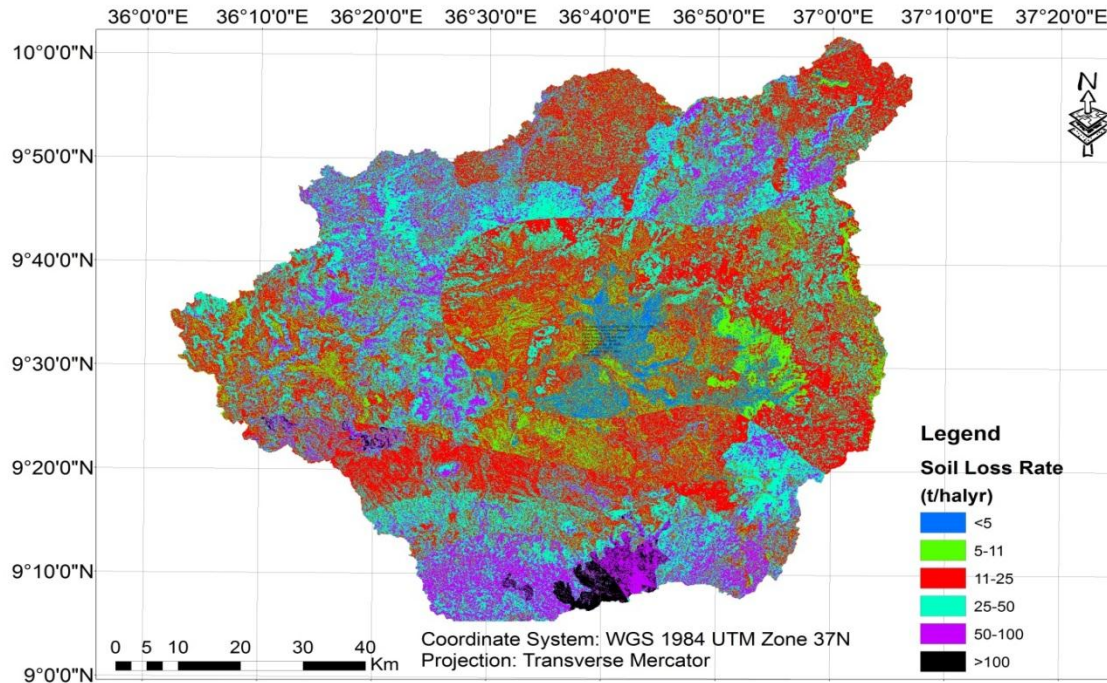 36°0'0"E 36°10'0"E 36°20'0"E 36°30'0"E 36°40'0"E 36°50'0"E 37°0'0"E 37°10'0"E 37°20'0"E
10°0'0"N
N
9°50'0"N
9°40'0"N
9°30'0"N
9°20'0"N
9°10'0"N
9°0'0"N
Legend
Soil Loss Rate
(t/halyr)
<5
5-11
11-25
25-50
50-100
>100
0 5 10 20 30 40
Km
Coordinate System: WGS 1984 UTM Zone 37N
Projection: Transverse Mercator